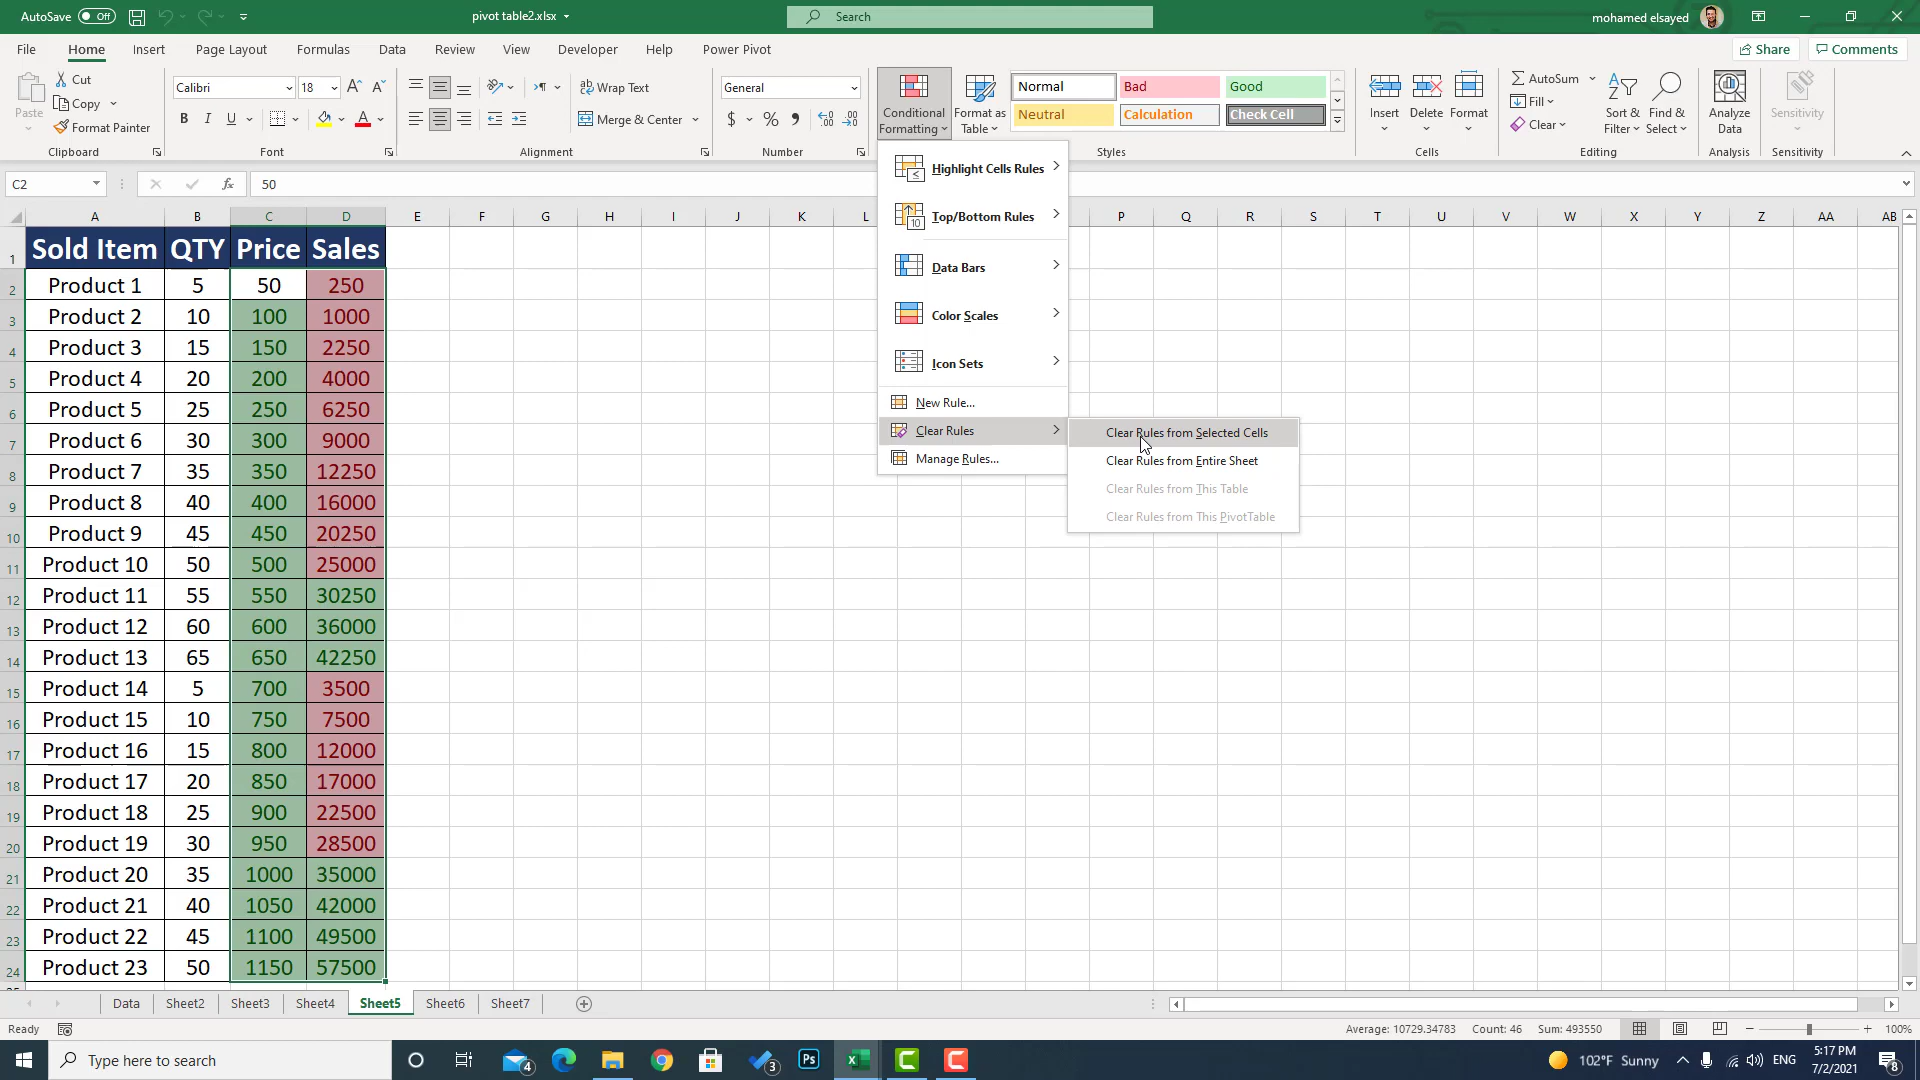 AutoSave Off pivot table2.xlsx Search mohamed elsayed
File Home Insert Page Layout Formulas Data Review View Developer Help Power Pivot Share Comments
Paste Cut Copy Format Painter
Calibri 18
B I U A
Wrap Text
Merge & Center
General
$ % 9
Conditional Formatting
Format as Table
Normal Bad Good
Neutral Calculation Check Cell
Insert Delete Format
AutoSum
Fill
Clear
Sort & Filter
Find & Select
Analyze Data
Sensitivity
Clipboard Font Alignment Number Styles Cells Editing Analysis Sensitivity
C2 fx 50
A B C D E F G H I J K L P Q R S T U V W X Y Z AA AB
1 Sold Item QTY Price Sales
2 Product 1 5 50 250
3 Product 2 10 100 1000
4 Product 3 15 150 2250
5 Product 4 20 200 4000
6 Product 5 25 250 6250
7 Product 6 30 300 9000
8 Product 7 35 350 12250
9 Product 8 40 400 16000
10 Product 9 45 450 20250
11 Product 10 50 500 25000
12 Product 11 55 550 30250
13 Product 12 60 600 36000
14 Product 13 65 650 42250
15 Product 14 5 700 3500
16 Product 15 10 750 7500
17 Product 16 15 800 12000
18 Product 17 20 850 17000
19 Product 18 25 900 22500
20 Product 19 30 950 28500
21 Product 20 35 1000 35000
22 Product 21 40 1050 42000
23 Product 22 45 1100 49500
24 Product 23 50 1150 57500
Highlight Cells Rules
Top/Bottom Rules
Data Bars
Color Scales
Icon Sets
New Rule...
Clear Rules
Manage Rules...
Clear Rules from Selected Cells
Clear Rules from Entire Sheet
Clear Rules from This Table
Clear Rules from This PivotTable
Data Sheet2 Sheet3 Sheet4 Sheet5 Sheet6 Sheet7
Ready Average: 10729.34783 Count: 46 Sum: 493550 100%
Type here to search 4 3 Ps 102°F Sunny ENG 5:17 PM
7/2/2021 8